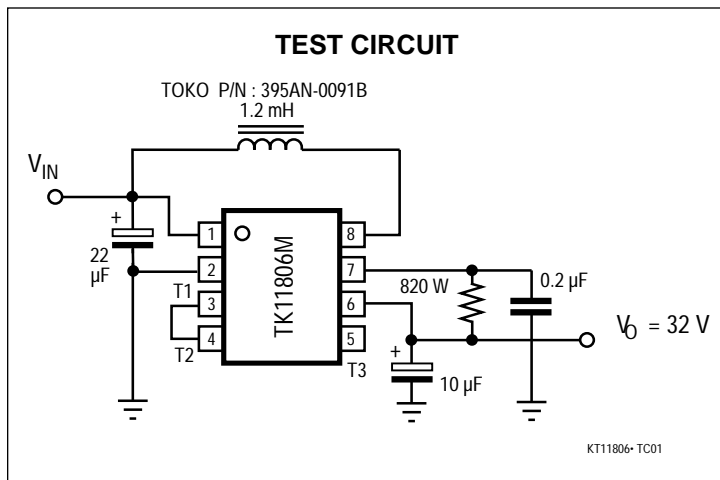 TEST CIRCUIT
TOKO P/N : 395AN-0091B
1.2 mH
VIN
+
22
µF
1
2
3
4
T1
T2
TK11806M
8
7
6
5
T3
820 W
0.2 µF
+
10 µF
VO = 32 V
KT11806• TC01